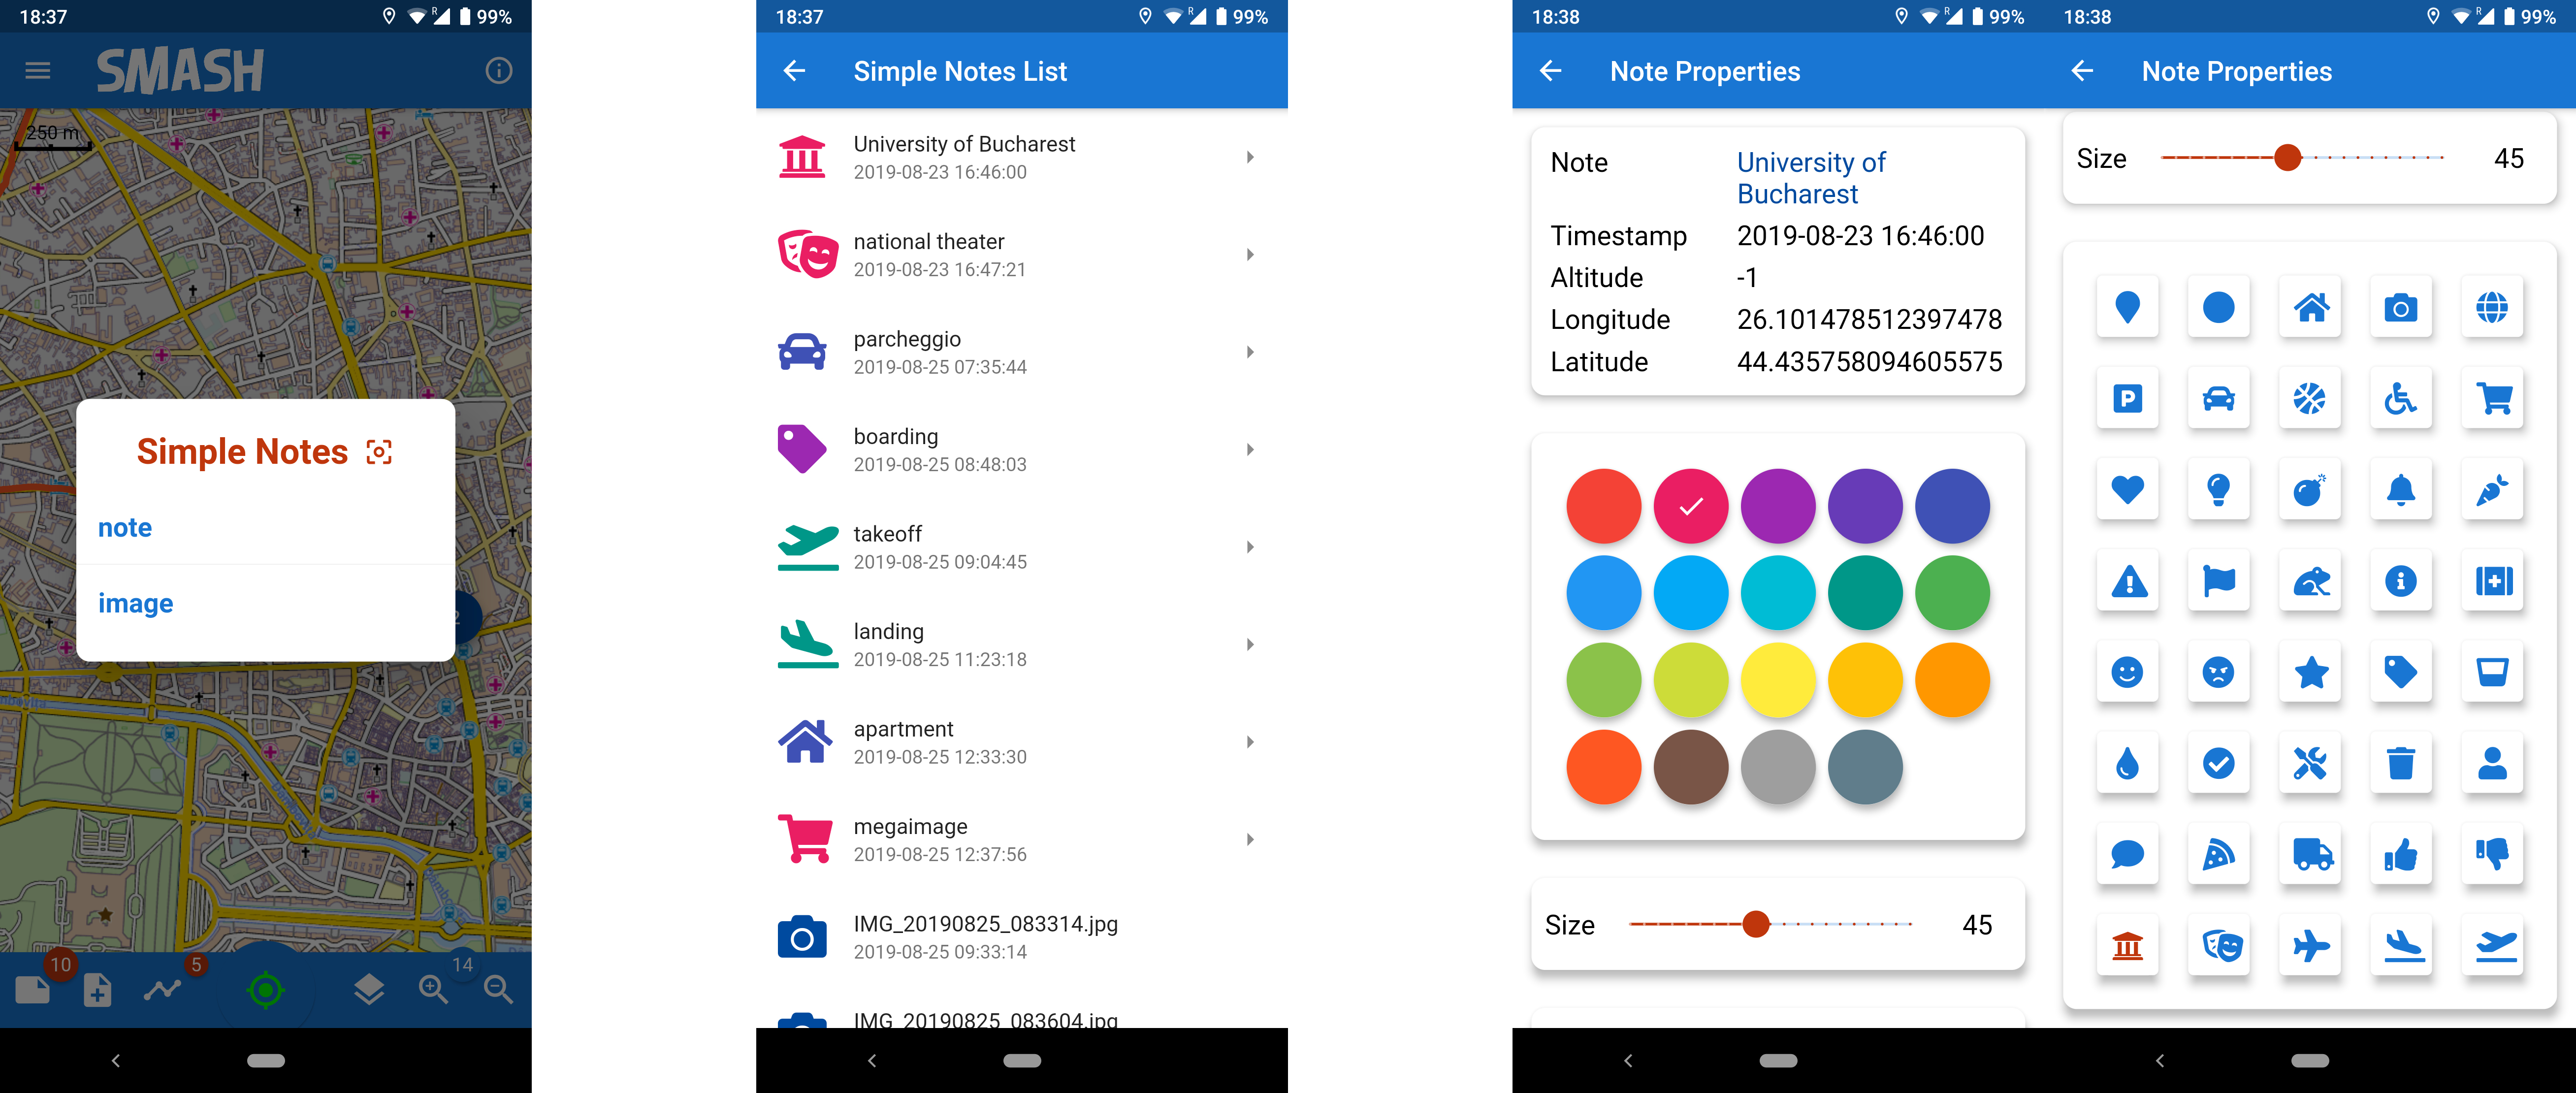 18:37
R
99%
SMASH
250 m
Simple Notes
note
image
10
5
14
18:37
R
99%
Simple Notes List
University of Bucharest
2019-08-23 16:46:00
national theater
2019-08-23 16:47:21
parcheggio
2019-08-25 07:35:44
boarding
2019-08-25 08:48:03
takeoff
2019-08-25 09:04:45
landing
2019-08-25 11:23:18
apartment
2019-08-25 12:33:30
megaimage
2019-08-25 12:37:56
IMG_20190825_083314.jpg
2019-08-25 09:33:14
IMG_20190825_083604.jpg
18:38
R
99%
Note Properties
Note University of
Bucharest
Timestamp 2019-08-23 16:46:00
Altitude -1
Longitude 26.101478512397478
Latitude 44.435758094605575
Size 45
18:38
R
99%
Note Properties
Size 45
P